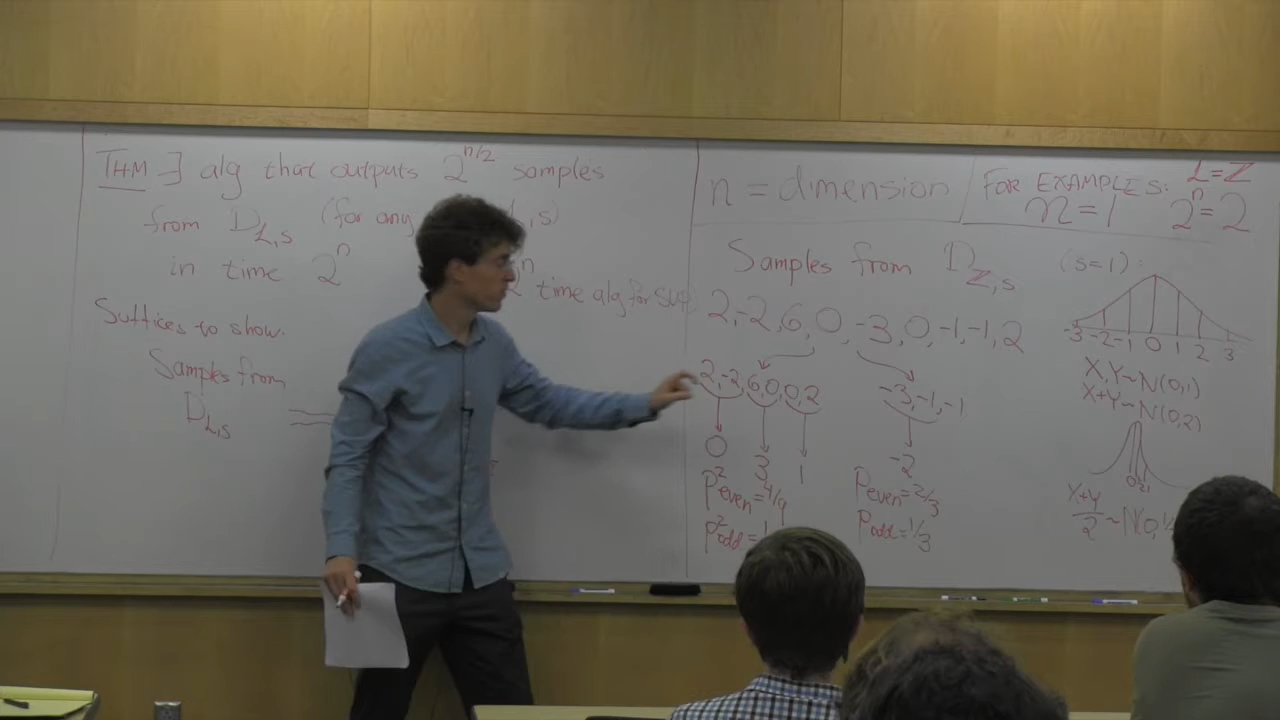 THM ∃ alg that outputs 2^{n/2} samples
from D_{L,s} (for any L,s)
in time 2^n
2^n time alg for SVP
Suffices to show:
Samples from
D_{L,s}
n = dimension
FOR EXAMPLES: L=Z
n=1 2^n=2
Samples from D_{Z,s} (s=1):
2,-2,6,0,-3,0,-1,-1,2
-3 -2 -1 0 1 2 3
2,-2,6,0,0,2
-3,-1,-1
0 3 1
-2
P²even=4/9
P²odd=1
Peven=2/3
Podd=1/3
X,Y~N(0,1)
X+Y~N(0,2)
X+Y/2 ~N(0,